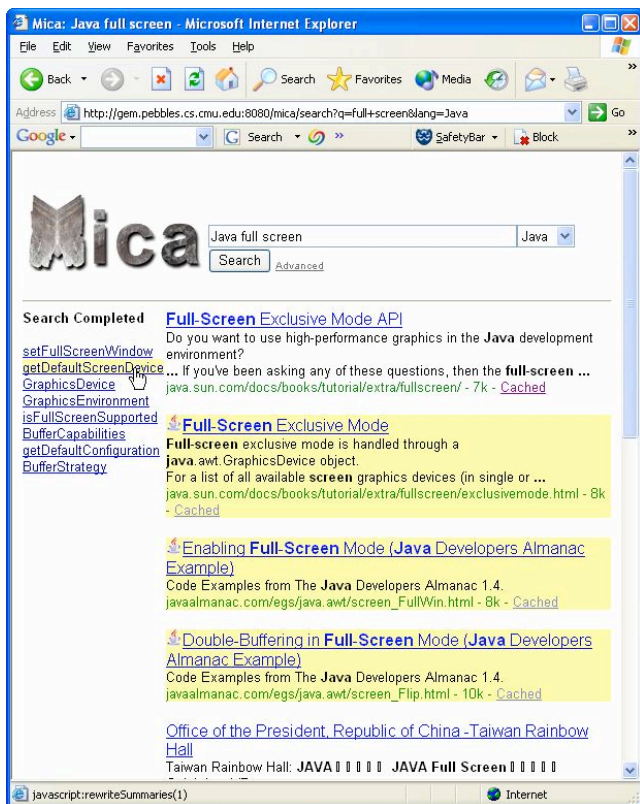 Mica: Java full screen - Microsoft Internet Explorer
File Edit View Favorites Tools Help
Back Search Favorites Media »
Address http://gem.pebbles.cs.cmu.edu:8080/mica/search?q=full+screen&lang=Java Go
Google Search » SafetyBar Block »
Mica
Java full screen Java
Search Advanced
Search Completed
setFullScreenWindow
getDefaultScreenDevice
GraphicsDevice
GraphicsEnvironment
isFullScreenSupported
BufferCapabilities
getDefaultConfiguration
BufferStrategy
Full-Screen Exclusive Mode API
Do you want to use high-performance graphics in the Java development
environment?
... If you've been asking any of these questions, then the full-screen ...
java.sun.com/docs/books/tutorial/extra/fullscreen/ - 7k - Cached
Full-Screen Exclusive Mode
Full-screen exclusive mode is handled through a
java.awt.GraphicsDevice object.
For a list of all available screen graphics devices (in single or ...
java.sun.com/docs/books/tutorial/extra/fullscreen/exclusivemode.html - 8k
- Cached
Enabling Full-Screen Mode (Java Developers Almanac
Example)
Code Examples from The Java Developers Almanac 1.4.
javaalmanac.com/egs/java.awt/screen_FullWin.html - 8k - Cached
Double-Buffering in Full-Screen Mode (Java Developers
Almanac Example)
Code Examples from The Java Developers Almanac 1.4.
javaalmanac.com/egs/java.awt/screen_Flip.html - 10k - Cached
Office of the President, Republic of China -Taiwan Rainbow
Hall
Taiwan Rainbow Hall: JAVA▯▯▯▯▯ JAVA Full Screen▯▯▯▯▯
javascript:rewriteSummaries(1) Internet